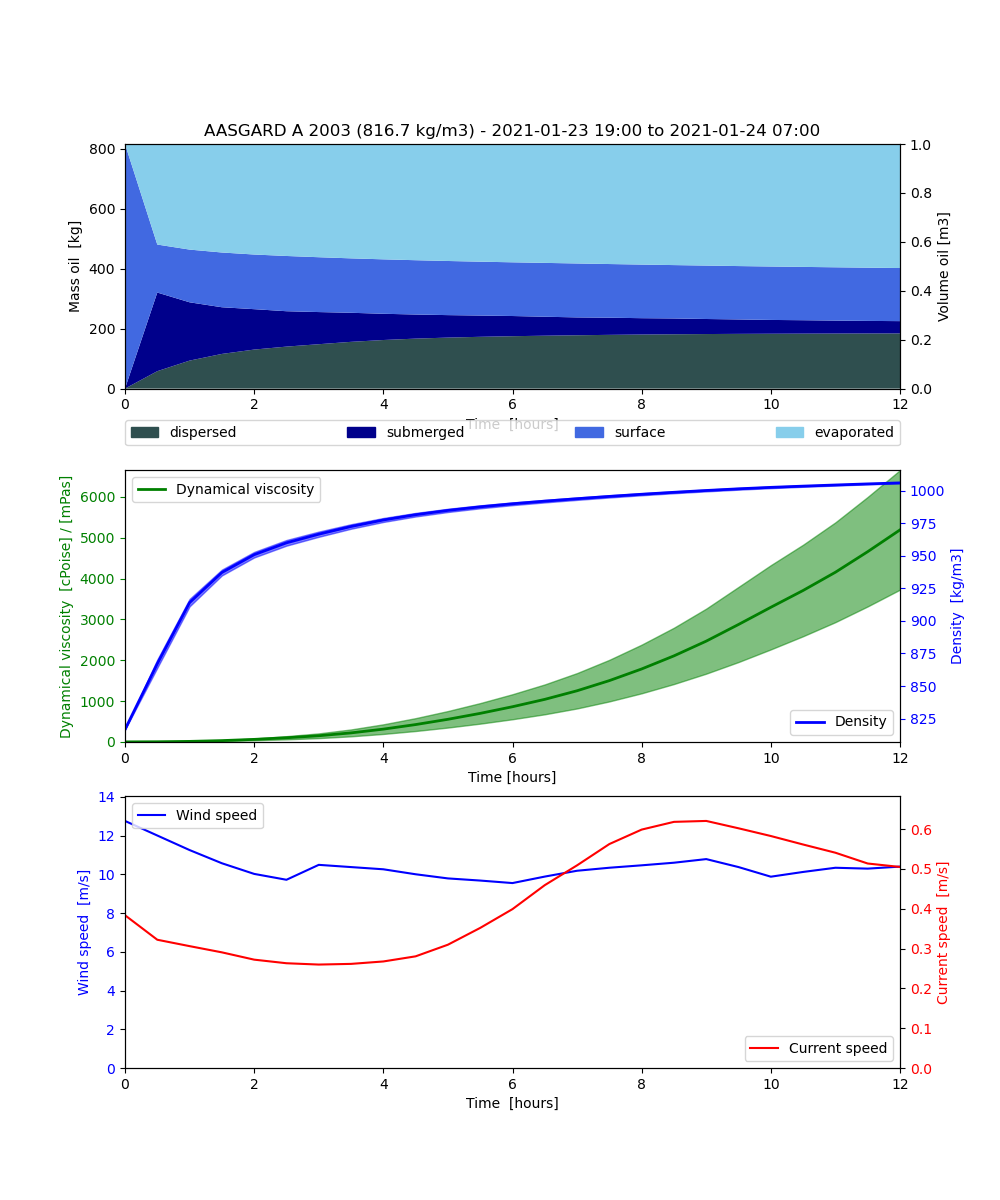 AASGARD A 2003 (816.7 kg/m3) - 2021-01-23 19:00 to 2021-01-24 07:00
800
600
400
200
0
Mass oil [kg]
1.0
0.8
0.6
0.4
0.2
0.0
Volume oil [m3]
0 2 4 6 8 10 12
Time [hours]
dispersed submerged surface evaporated
Dynamical viscosity
6000
5000
4000
3000
2000
1000
0
Dynamical viscosity [cPoise] / [mPas]
1000
975
950
925
900
875
850
825
Density [kg/m3]
Density
0 2 4 6 8 10 12
Time [hours]
Wind speed
14
12
10
8
6
4
2
0
Wind speed [m/s]
0.6
0.5
0.4
0.3
0.2
0.1
0.0
Current speed [m/s]
Current speed
0 2 4 6 8 10 12
Time [hours]